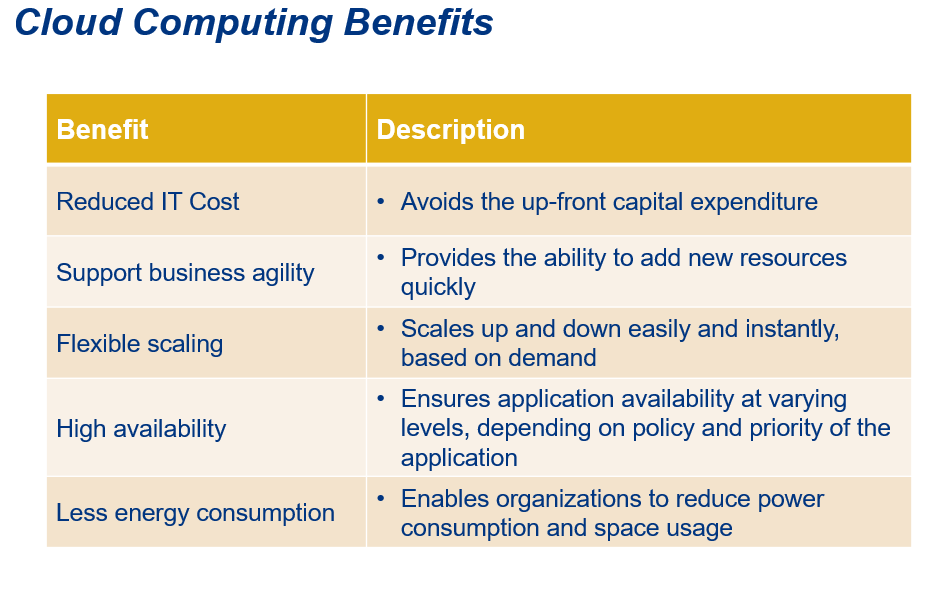 Cloud Computing Benefits
Benefit
Description
Reduced IT Cost
• Avoids the up-front capital expenditure
Support business agility
• Provides the ability to add new resources
quickly
Flexible scaling
• Scales up and down easily and instantly,
based on demand
High availability
• Ensures application availability at varying
levels, depending on policy and priority of the
application
Less energy consumption
• Enables organizations to reduce power
consumption and space usage